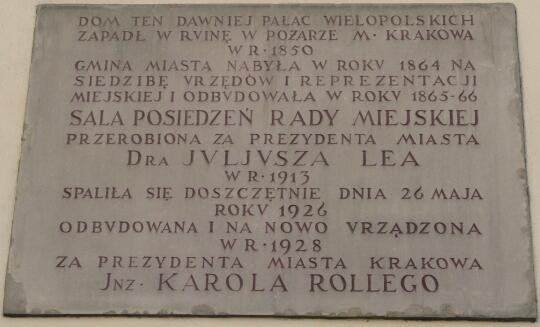 DOM TEN DAWNIEJ PAŁAC WIELOPOLSKICH
ZAPADŁ W RVINĘ W POŻARZE M· KRAKOWA
W R·1850
GMINA MIASTA NABYŁA W ROKV 1864 NA
SIEDZIBĘ VRZĘDÓW I REPREZENTACJI
MIEJSKIEJ I ODBVDOWAŁA W ROKV 1865-66
SALA POSIEDZEŃ RADY MIEJSKIEJ
PRZEROBIONA ZA PREZYDENTA MIASTA
DRA JVLJVSZA LEA
W R·1913
SPALIŁA SIĘ DOSZCZĘTNIE DNIA 26 MAJA
ROKV 1926
ODBVDOWANA I NA NOWO VRZĄDZONA
W R·1928
ZA PREZYDENTA MIASTA KRAKOWA
JNZ· KAROLA ROLLEGO